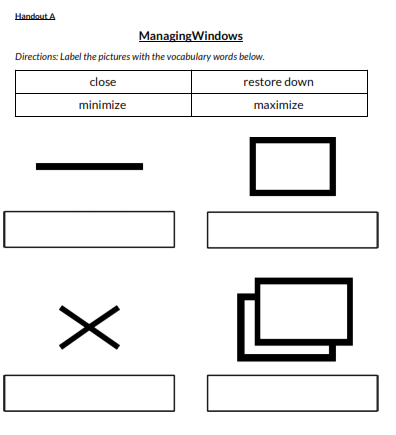 Handout A
ManagingWindows
Directions: Label the pictures with the vocabulary words below.
close restore down
minimize maximize